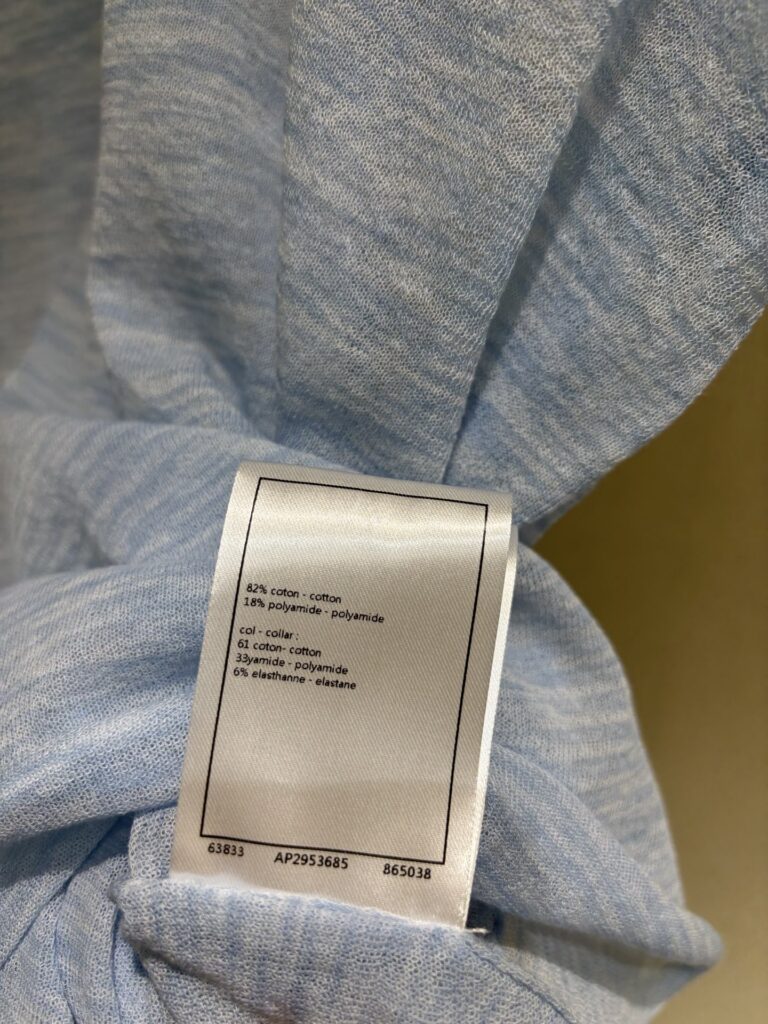 82% coton - cotton
18% polyamide - polyamide
col - collar :
61 coton- cotton
33yamide - polyamide
6% elasthanne - elastane
63833 AP2953685 865038